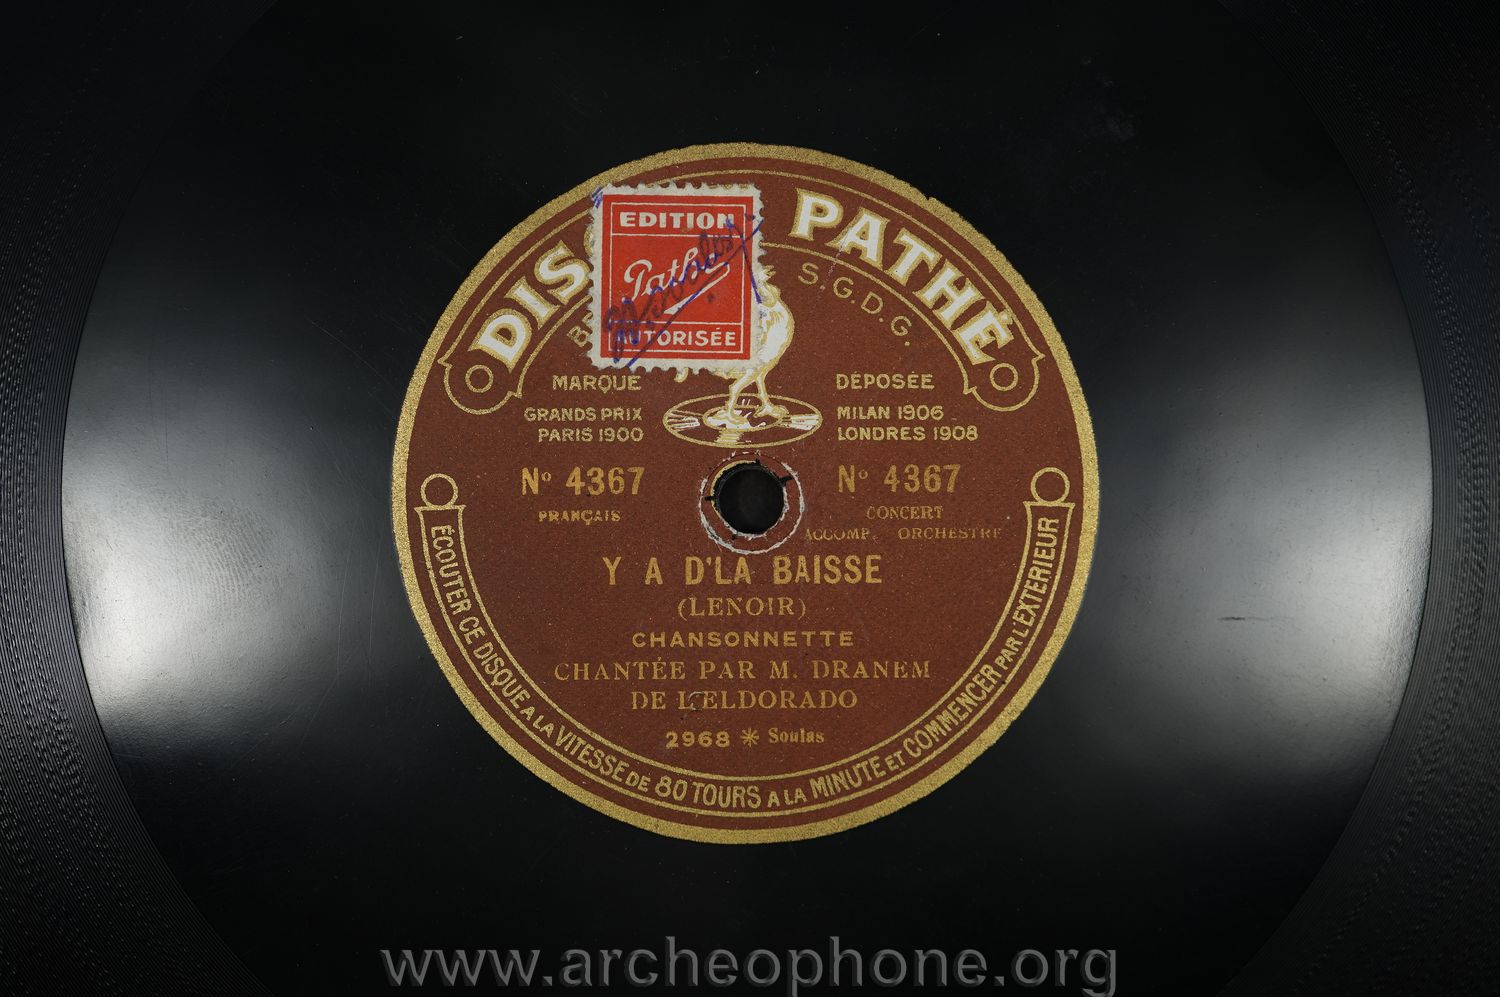 DISQ PATHÉ
S.G.D.G.
EDITION
Pathé
AUTORISÉE
MARQUE DÉPOSÉE
GRANDS PRIX MILAN 1906
PARIS 1900 LONDRES 1908
No 4367 No 4367
FRANÇAIS CONCERT
ACCOMP. ORCHESTRE
Y A D'LA BAISSE
(LENOIR)
CHANSONNETTE
CHANTÉE PAR M. DRANEM
DE L'ELDORADO
2968 * Soulas
ÉCOUTER CE DISQUE A LA VITESSE DE 80 TOURS A LA MINUTE ET COMMENCER PAR L'EXTERIEUR
www.archeophone.org